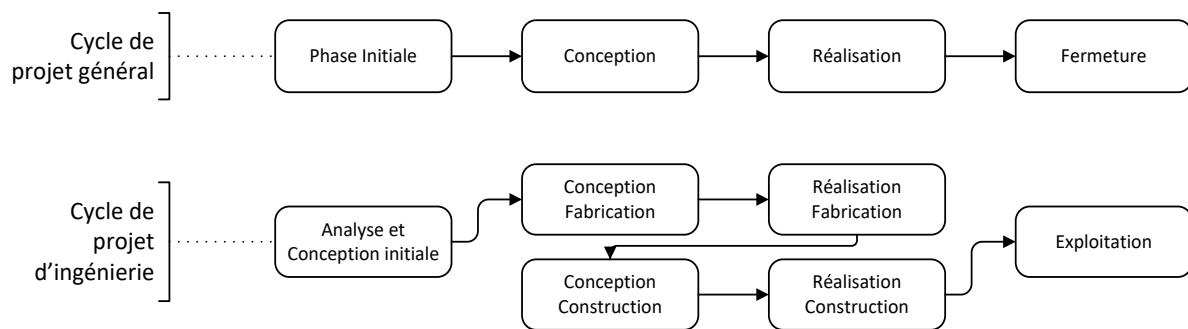 Cycle de
projet général
Phase Initiale
Conception
Réalisation
Fermeture
Cycle de
projet
d'ingénierie
Analyse et
Conception initiale
Conception
Fabrication
Réalisation
Fabrication
Conception
Construction
Réalisation
Construction
Exploitation